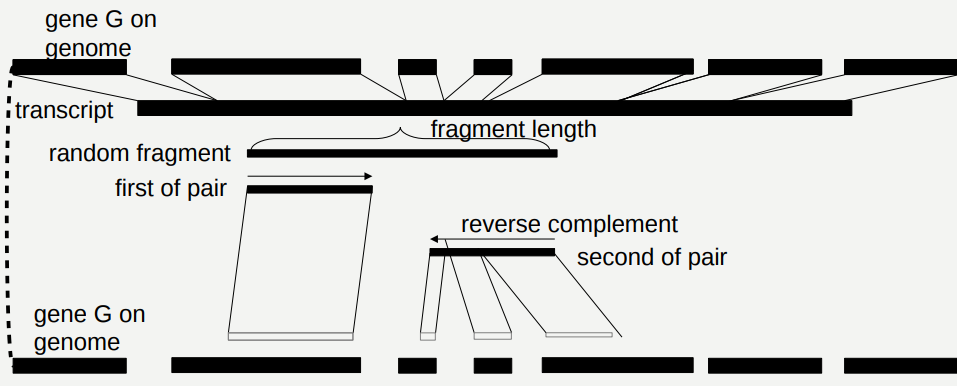 gene G on
genome
transcript
fragment length
random fragment
first of pair
reverse complement
second of pair
gene G on
genome